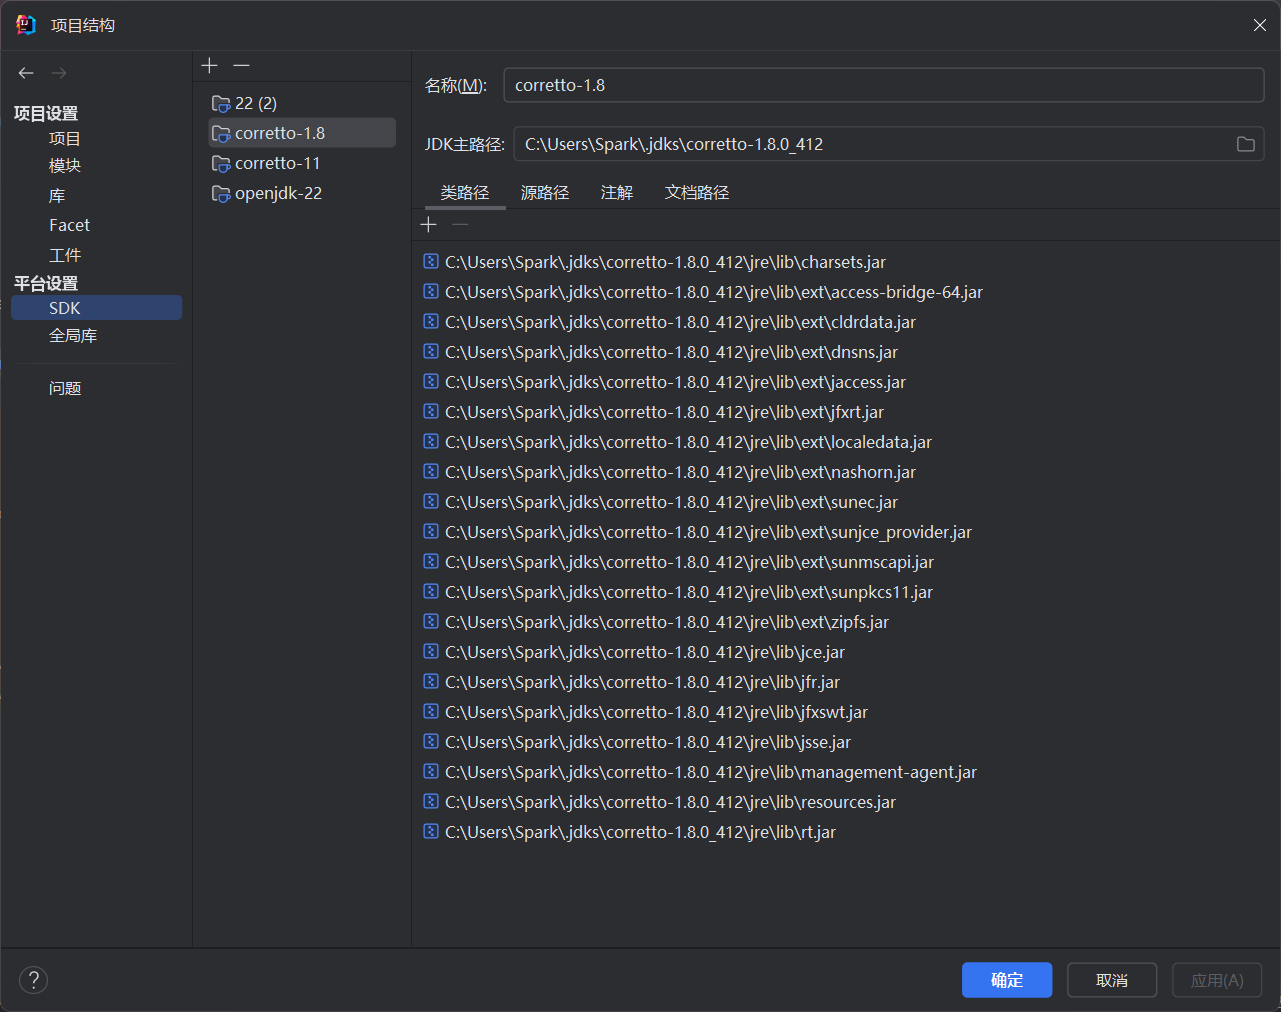 项目结构
项目设置
项目
模块
库
Facet
工件
平台设置
SDK
全局库
问题
22 (2)
corretto-1.8
corretto-11
openjdk-22
名称(M): corretto-1.8
JDK主路径: C:\Users\Spark\.jdks\corretto-1.8.0_412
类路径 源路径 注解 文档路径
C:\Users\Spark\.jdks\corretto-1.8.0_412\jre\lib\charsets.jar
C:\Users\Spark\.jdks\corretto-1.8.0_412\jre\lib\ext\access-bridge-64.jar
C:\Users\Spark\.jdks\corretto-1.8.0_412\jre\lib\ext\cldrdata.jar
C:\Users\Spark\.jdks\corretto-1.8.0_412\jre\lib\ext\dnsns.jar
C:\Users\Spark\.jdks\corretto-1.8.0_412\jre\lib\ext\jaccess.jar
C:\Users\Spark\.jdks\corretto-1.8.0_412\jre\lib\ext\jfxrt.jar
C:\Users\Spark\.jdks\corretto-1.8.0_412\jre\lib\ext\localedata.jar
C:\Users\Spark\.jdks\corretto-1.8.0_412\jre\lib\ext\nashorn.jar
C:\Users\Spark\.jdks\corretto-1.8.0_412\jre\lib\ext\sunec.jar
C:\Users\Spark\.jdks\corretto-1.8.0_412\jre\lib\ext\sunjce_provider.jar
C:\Users\Spark\.jdks\corretto-1.8.0_412\jre\lib\ext\sunmscapi.jar
C:\Users\Spark\.jdks\corretto-1.8.0_412\jre\lib\ext\sunpkcs11.jar
C:\Users\Spark\.jdks\corretto-1.8.0_412\jre\lib\ext\zipfs.jar
C:\Users\Spark\.jdks\corretto-1.8.0_412\jre\lib\jce.jar
C:\Users\Spark\.jdks\corretto-1.8.0_412\jre\lib\jfr.jar
C:\Users\Spark\.jdks\corretto-1.8.0_412\jre\lib\jfxswt.jar
C:\Users\Spark\.jdks\corretto-1.8.0_412\jre\lib\jsse.jar
C:\Users\Spark\.jdks\corretto-1.8.0_412\jre\lib\management-agent.jar
C:\Users\Spark\.jdks\corretto-1.8.0_412\jre\lib\resources.jar
C:\Users\Spark\.jdks\corretto-1.8.0_412\jre\lib\rt.jar
? 确定 取消 应用(A)